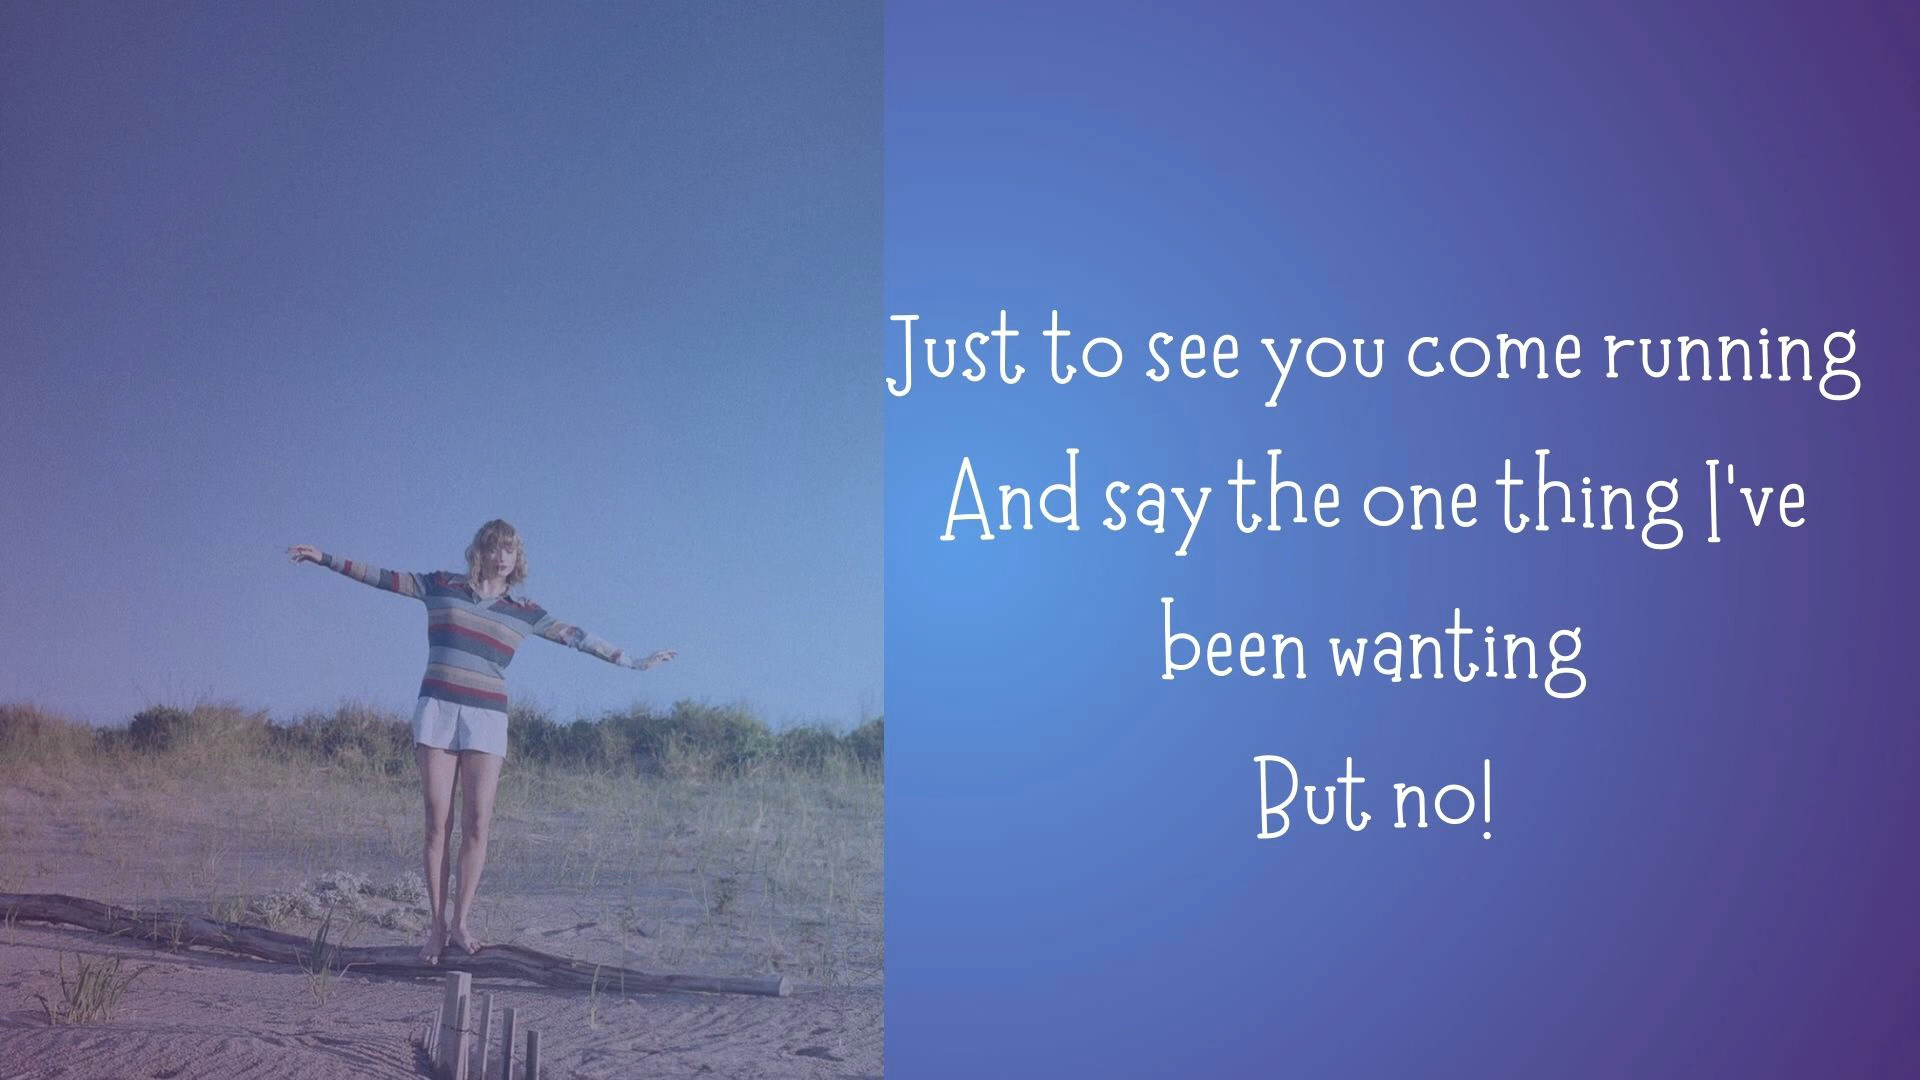 Just to see you come running
And say the one thing I've
been wanting
But no!